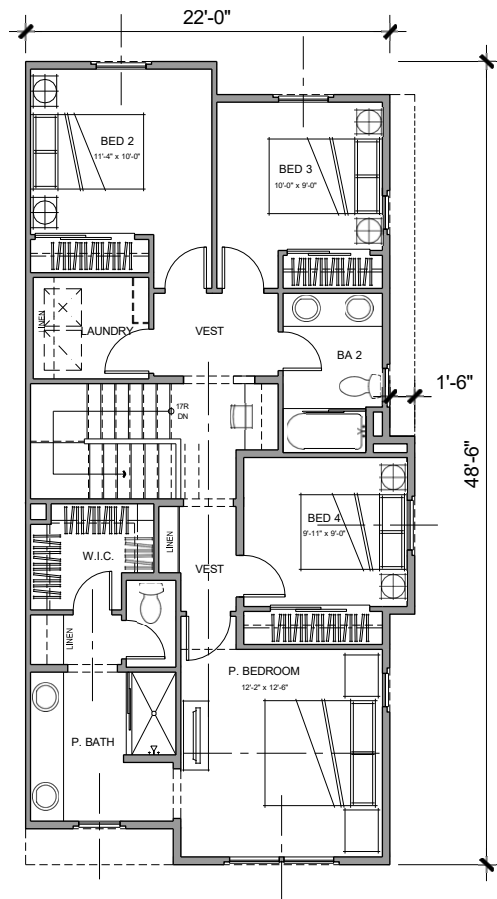 22'-0"
BED 2
11'-4" x 10'-0"
BED 3
10'-0" x 9'-0"
LINEN
LAUNDRY
VEST
BA 2
1'-6"
17R
DN
48'-6"
BED 4
9'-11" x 9'-0"
W.I.C.
LINEN
VEST
LINEN
P. BEDROOM
12'-2" x 12'-6"
P. BATH